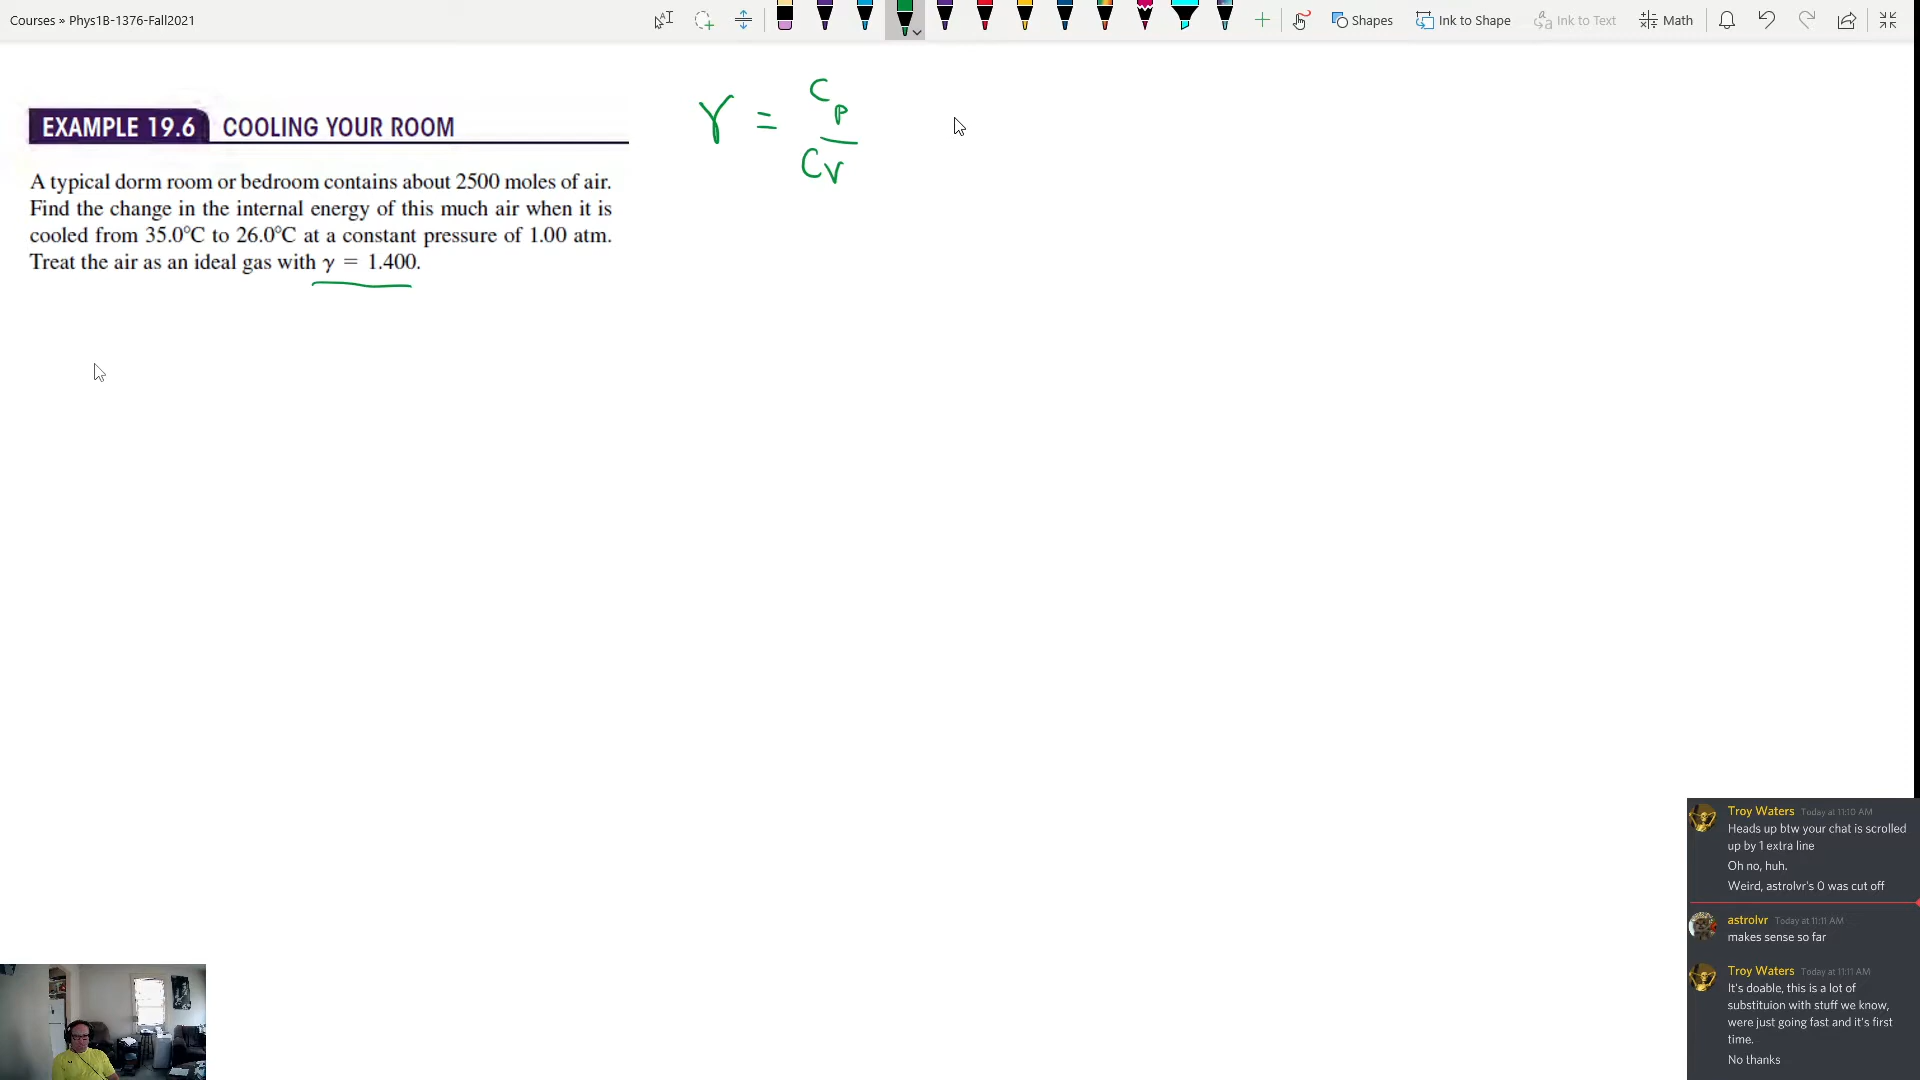 Courses » Phys1B-1376-Fall2021
Shapes
Ink to Shape
Ink to Text
Math
EXAMPLE 19.6 COOLING YOUR ROOM
A typical dorm room or bedroom contains about 2500 moles of air.
Find the change in the internal energy of this much air when it is
cooled from 35.0°C to 26.0°C at a constant pressure of 1.00 atm.
Treat the air as an ideal gas with γ = 1.400.
γ = Cp / Cv
Troy Waters Today at 11:10 AM
Heads up btw your chat is scrolled
up by 1 extra line
Oh no, huh.
Weird, astrolvr's 0 was cut off
astrolvr Today at 11:11 AM
makes sense so far
Troy Waters Today at 11:11 AM
It's doable, this is a lot of
substituion with stuff we know,
were just going fast and it's first
time.
No thanks